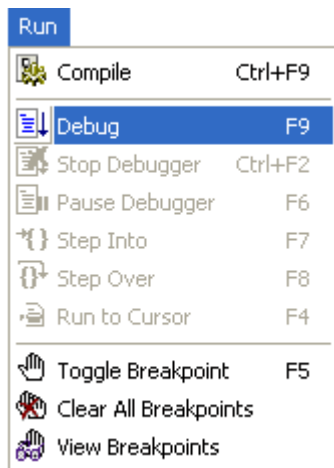 Run
Compile Ctrl+F9
Debug F9
Stop Debugger Ctrl+F2
Pause Debugger F6
Step Into F7
Step Over F8
Run to Cursor F4
Toggle Breakpoint F5
Clear All Breakpoints
View Breakpoints